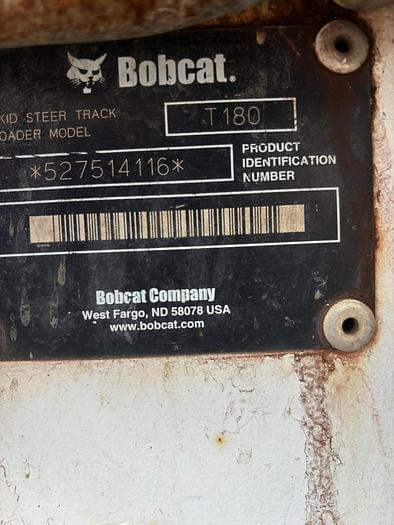 Bobcat.
KID STEER TRACK
OADER MODEL
T180
*527514116*
PRODUCT
IDENTIFICATION
NUMBER
Bobcat Company
West Fargo, ND 58078 USA
www.bobcat.com